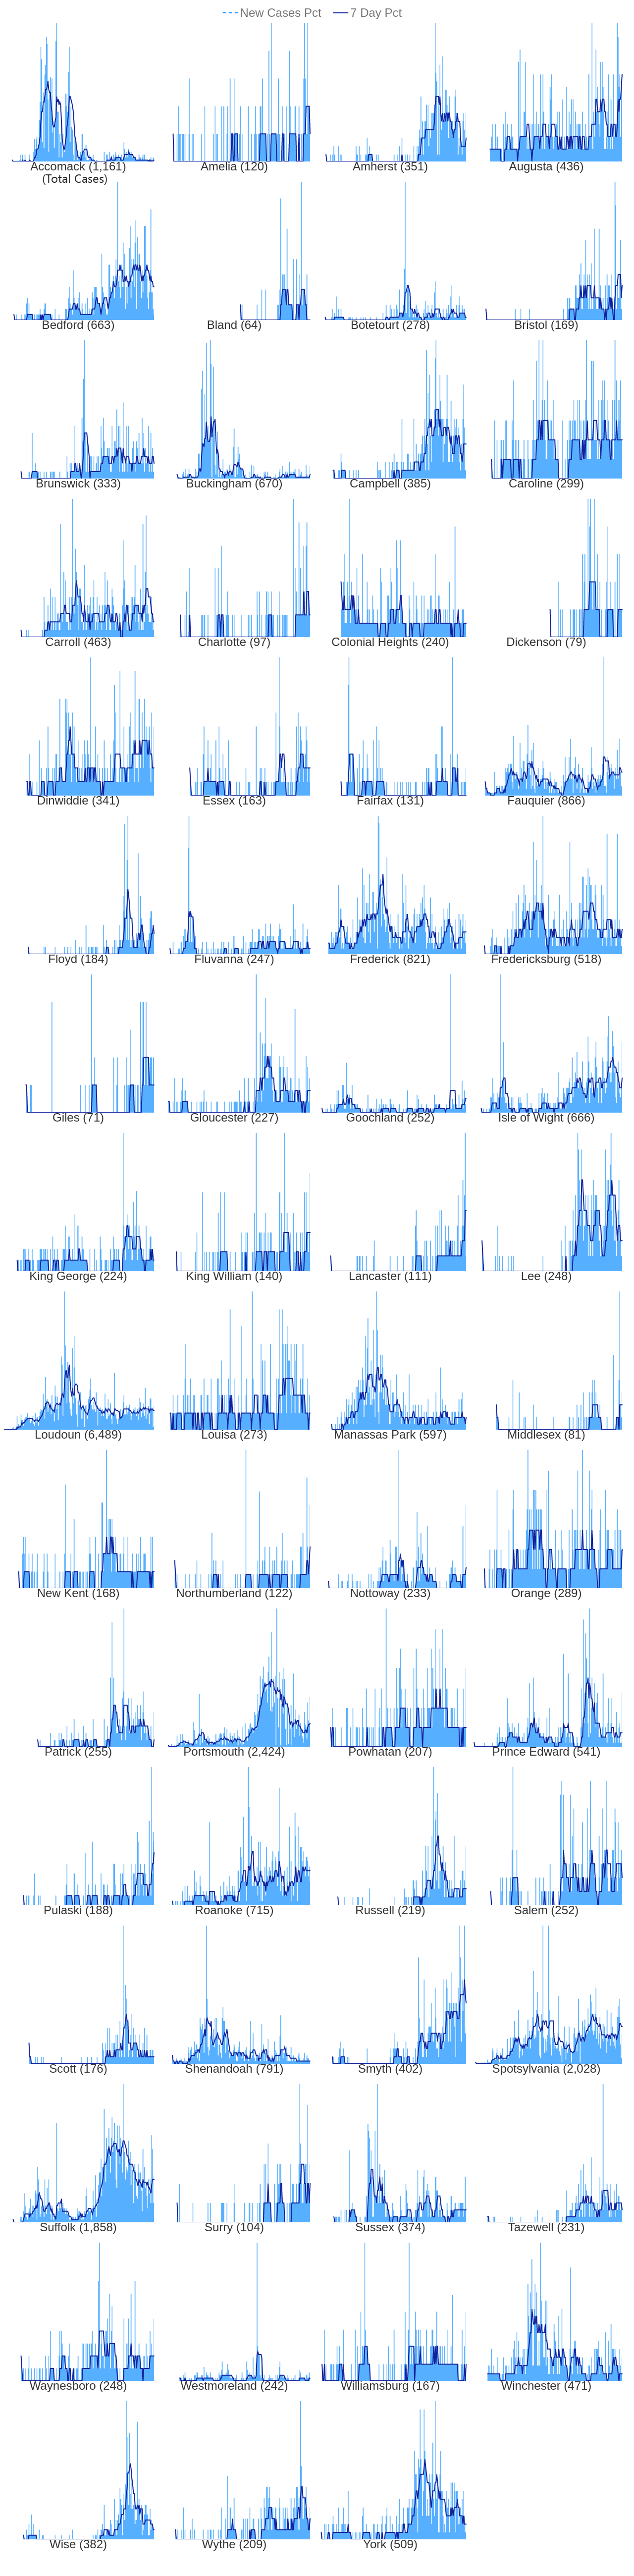 New Cases Pct 7 Day Pct
Accomack (1,161) Amelia (120) Amherst (351) Augusta (436)
(Total Cases)
Bedford (663) Bland (64) Botetourt (278) Bristol (169)
Brunswick (333) Buckingham (670) Campbell (385) Caroline (299)
Carroll (463) Charlotte (97) Colonial Heights (240) Dickenson (79)
Dinwiddie (341) Essex (163) Fairfax (131) Fauquier (866)
Floyd (184) Fluvanna (247) Frederick (821) Fredericksburg (518)
Giles (71) Gloucester (227) Goochland (252) Isle of Wight (666)
King George (224) King William (140) Lancaster (111) Lee (248)
Loudoun (6,489) Louisa (273) Manassas Park (597) Middlesex (81)
New Kent (168) Northumberland (122) Nottoway (233) Orange (289)
Patrick (255) Portsmouth (2,424) Powhatan (207) Prince Edward (541)
Pulaski (188) Roanoke (715) Russell (219) Salem (252)
Scott (176) Shenandoah (791) Smyth (402) Spotsylvania (2,028)
Suffolk (1,858) Surry (104) Sussex (374) Tazewell (231)
Waynesboro (248) Westmoreland (242) Williamsburg (167) Winchester (471)
Wise (382) Wythe (209) York (509)